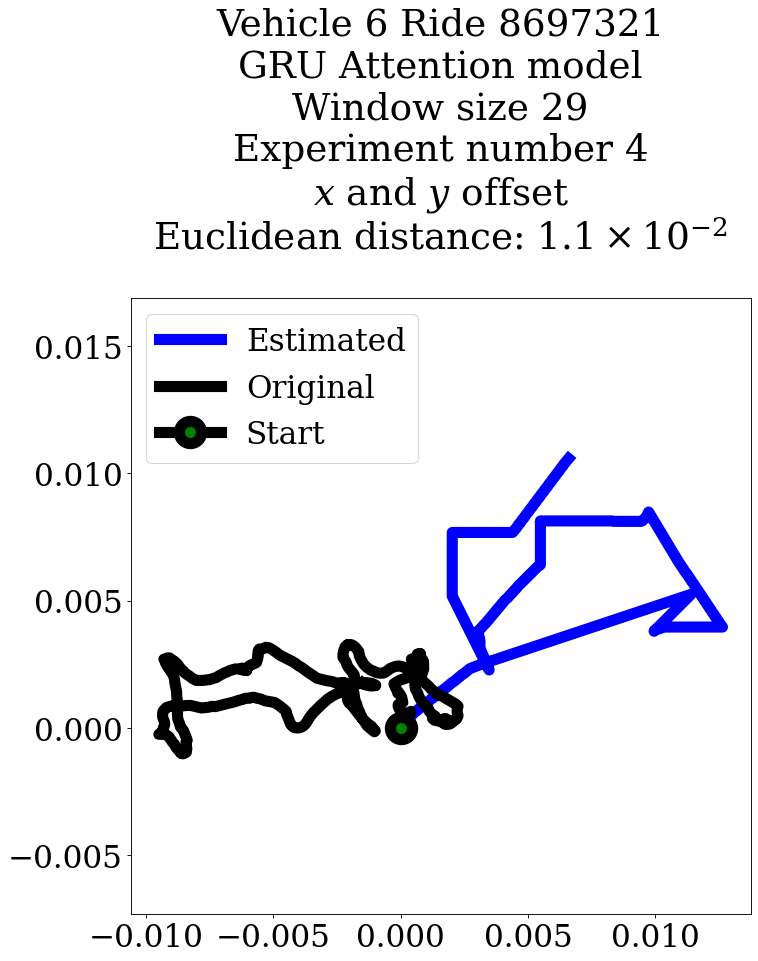 Vehicle 6 Ride 8697321
GRU Attention model
Window size 29
Experiment number 4
x and y offset
Euclidean distance: 1.1 × 10⁻²
Estimated
Original
Start
0.015
0.010
0.005
0.000
−0.005
−0.010 −0.005 0.000 0.005 0.010